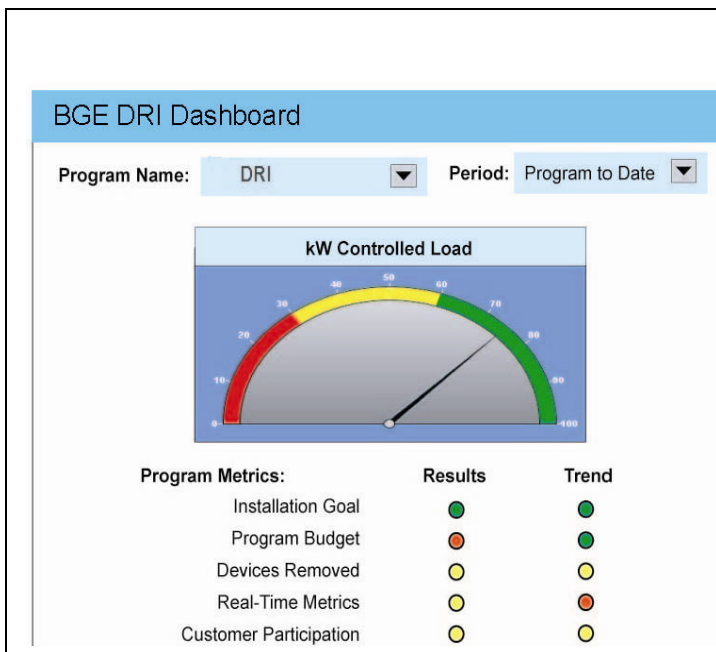 BGE DRI Dashboard
Program Name: DRI Period: Program to Date
kW Controlled Load
0 10 20 30 40 50 60 70 80 90 100
Program Metrics: Results Trend
Installation Goal
Program Budget
Devices Removed
Real-Time Metrics
Customer Participation